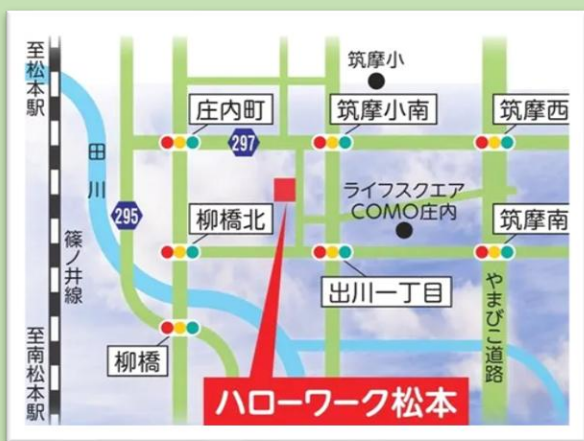 至松本駅
筑摩小
庄内町
筑摩小南
筑摩西
297
田川
ライフスクエア
COMO庄内
295
柳橋北
筑摩南
篠ノ井線
出川一丁目
やまびこ道路
至南松本駅
柳橋
ハローワーク松本